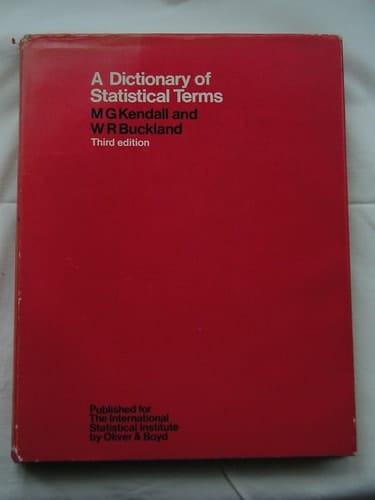 A Dictionary of
Statistical Terms
M G Kendall and
W R Buckland
Third edition
Published for
The International
Statistical Institute
by Oliver & Boyd